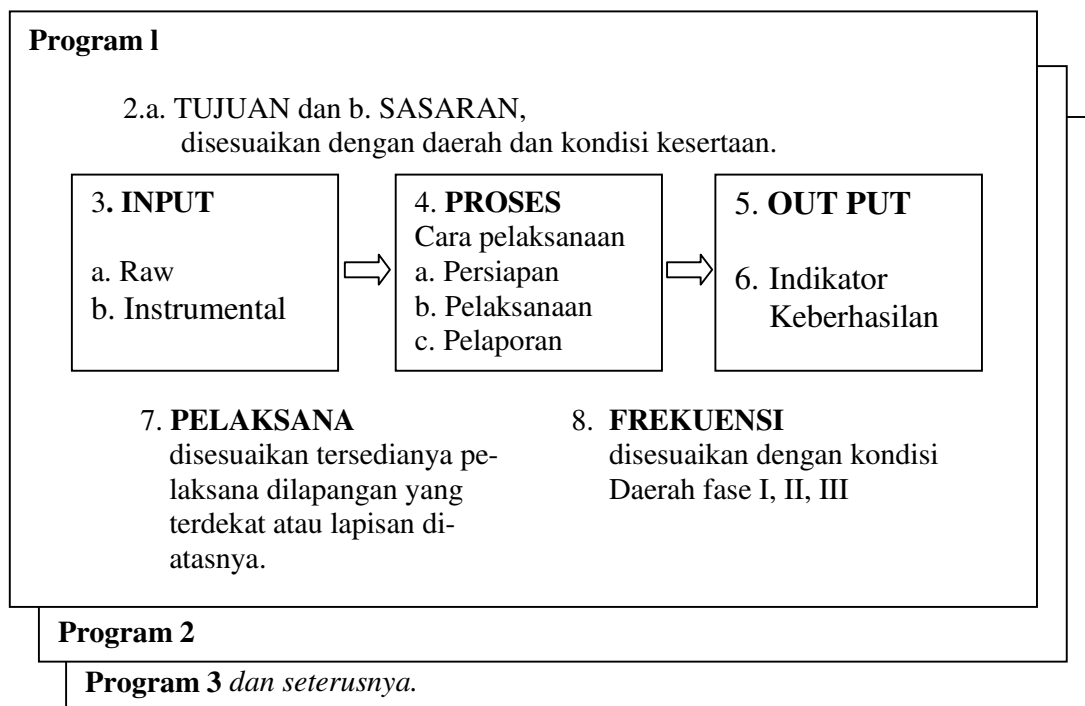 Program l
2.a. TUJUAN dan b. SASARAN,
disesuaikan dengan daerah dan kondisi kesertaan.
3. INPUT
a. Raw
b. Instrumental
4. PROSES
Cara pelaksanaan
a. Persiapan
b. Pelaksanaan
c. Pelaporan
5. OUT PUT
6. Indikator
Keberhasilan
7. PELAKSANA
disesuaikan tersedianya pe-
laksana dilapangan yang
terdekat atau lapisan di-
atasnya.
8. FREKUENSI
disesuaikan dengan kondisi
Daerah fase I, II, III
Program 2
Program 3 dan seterusnya.